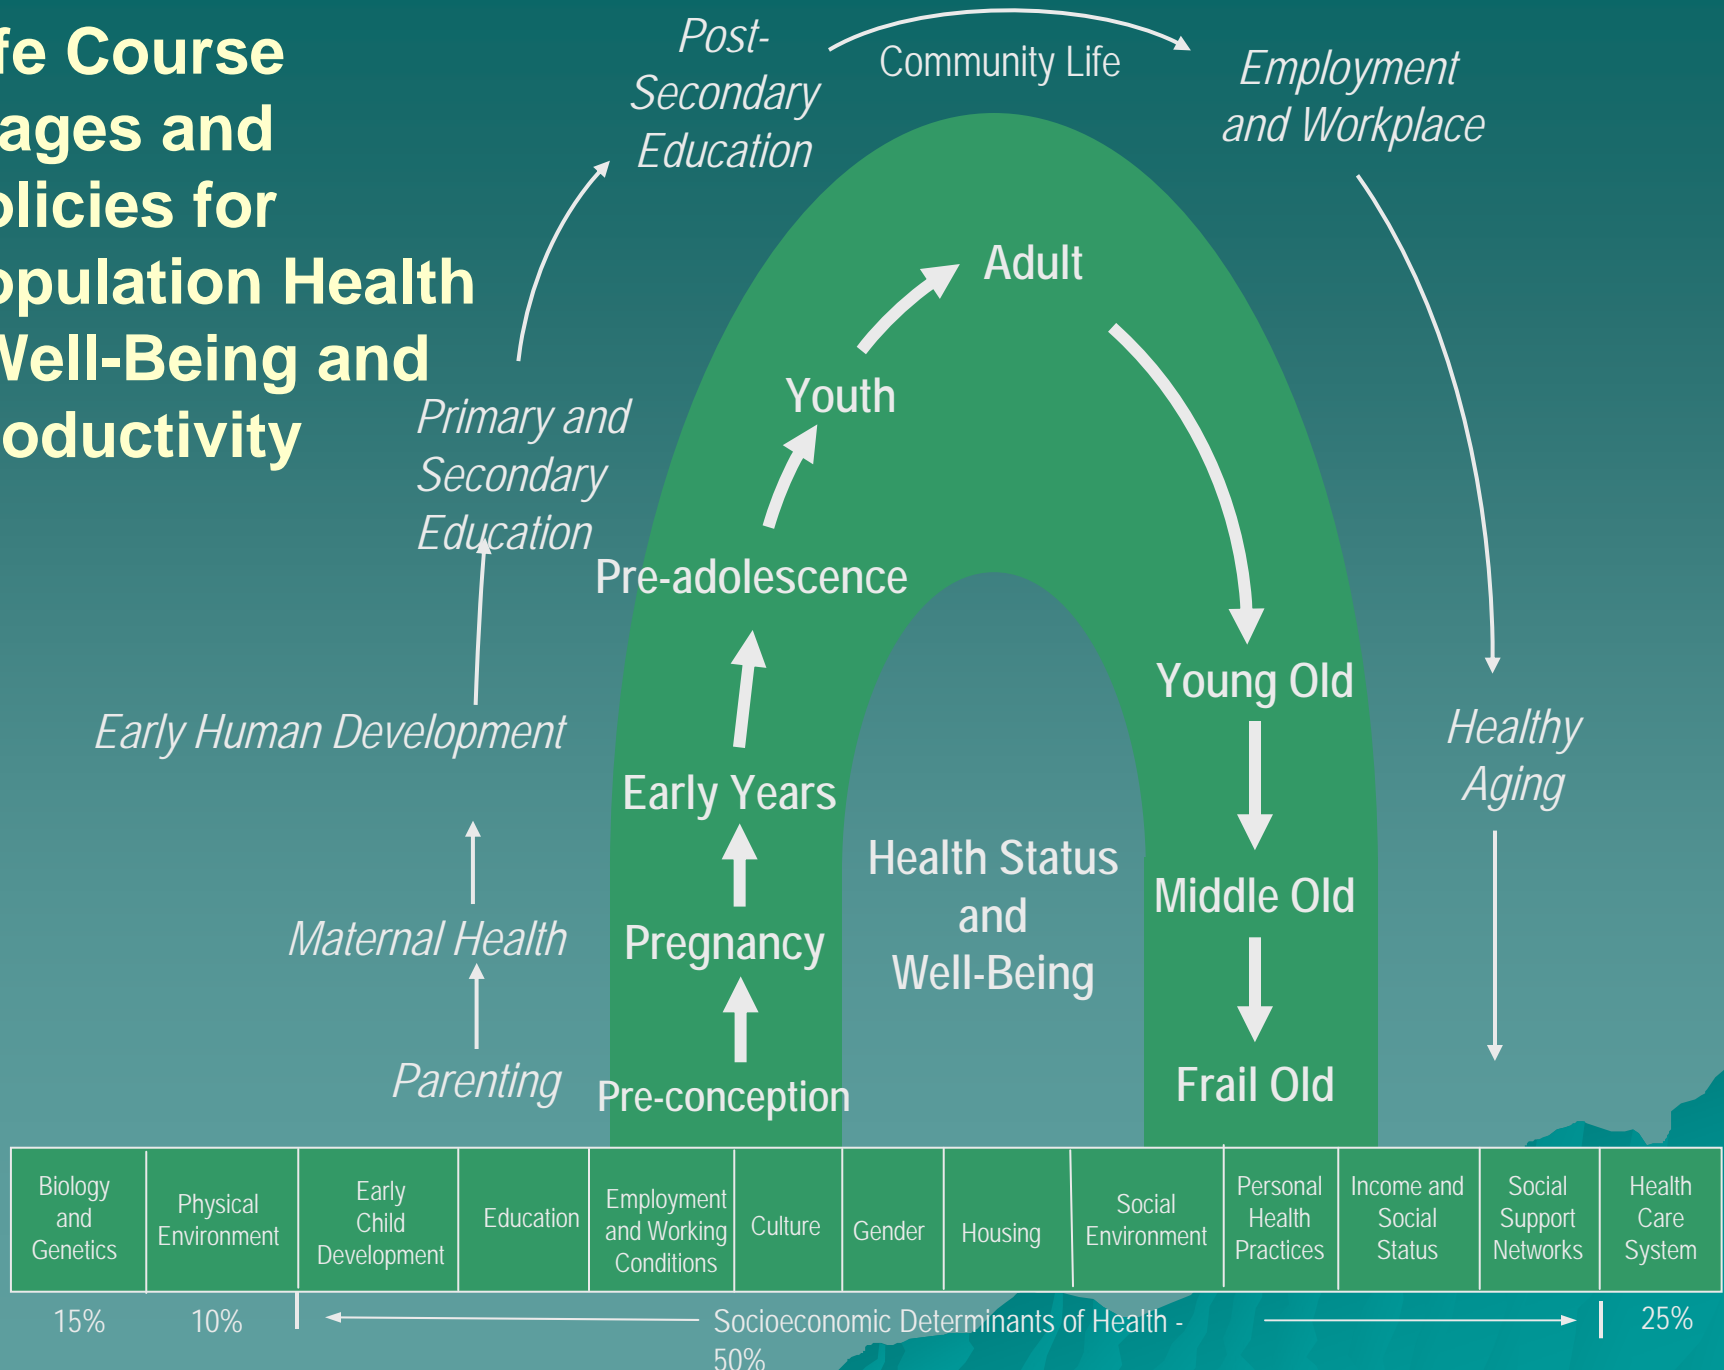 fe Course
ages and
olicies for
opulation Health
Well-Being and
oductivity
Post-
Secondary
Education
Community Life
Employment
and Workplace
Adult
Youth
Primary and
Secondary
Education
Pre-adolescence
Young Old
Early Human Development
Healthy
Aging
Early Years
Health Status
and
Well-Being
Middle Old
Maternal Health
Pregnancy
Parenting
Pre-conception
Frail Old
Biology
and
Genetics
Physical
Environment
Early
Child
Development
Education
Employment
and Working
Conditions
Culture
Gender
Housing
Social
Environment
Personal
Health
Practices
Income and
Social
Status
Social
Support
Networks
Health
Care
System
15%
10%
Socioeconomic Determinants of Health -
50%
25%